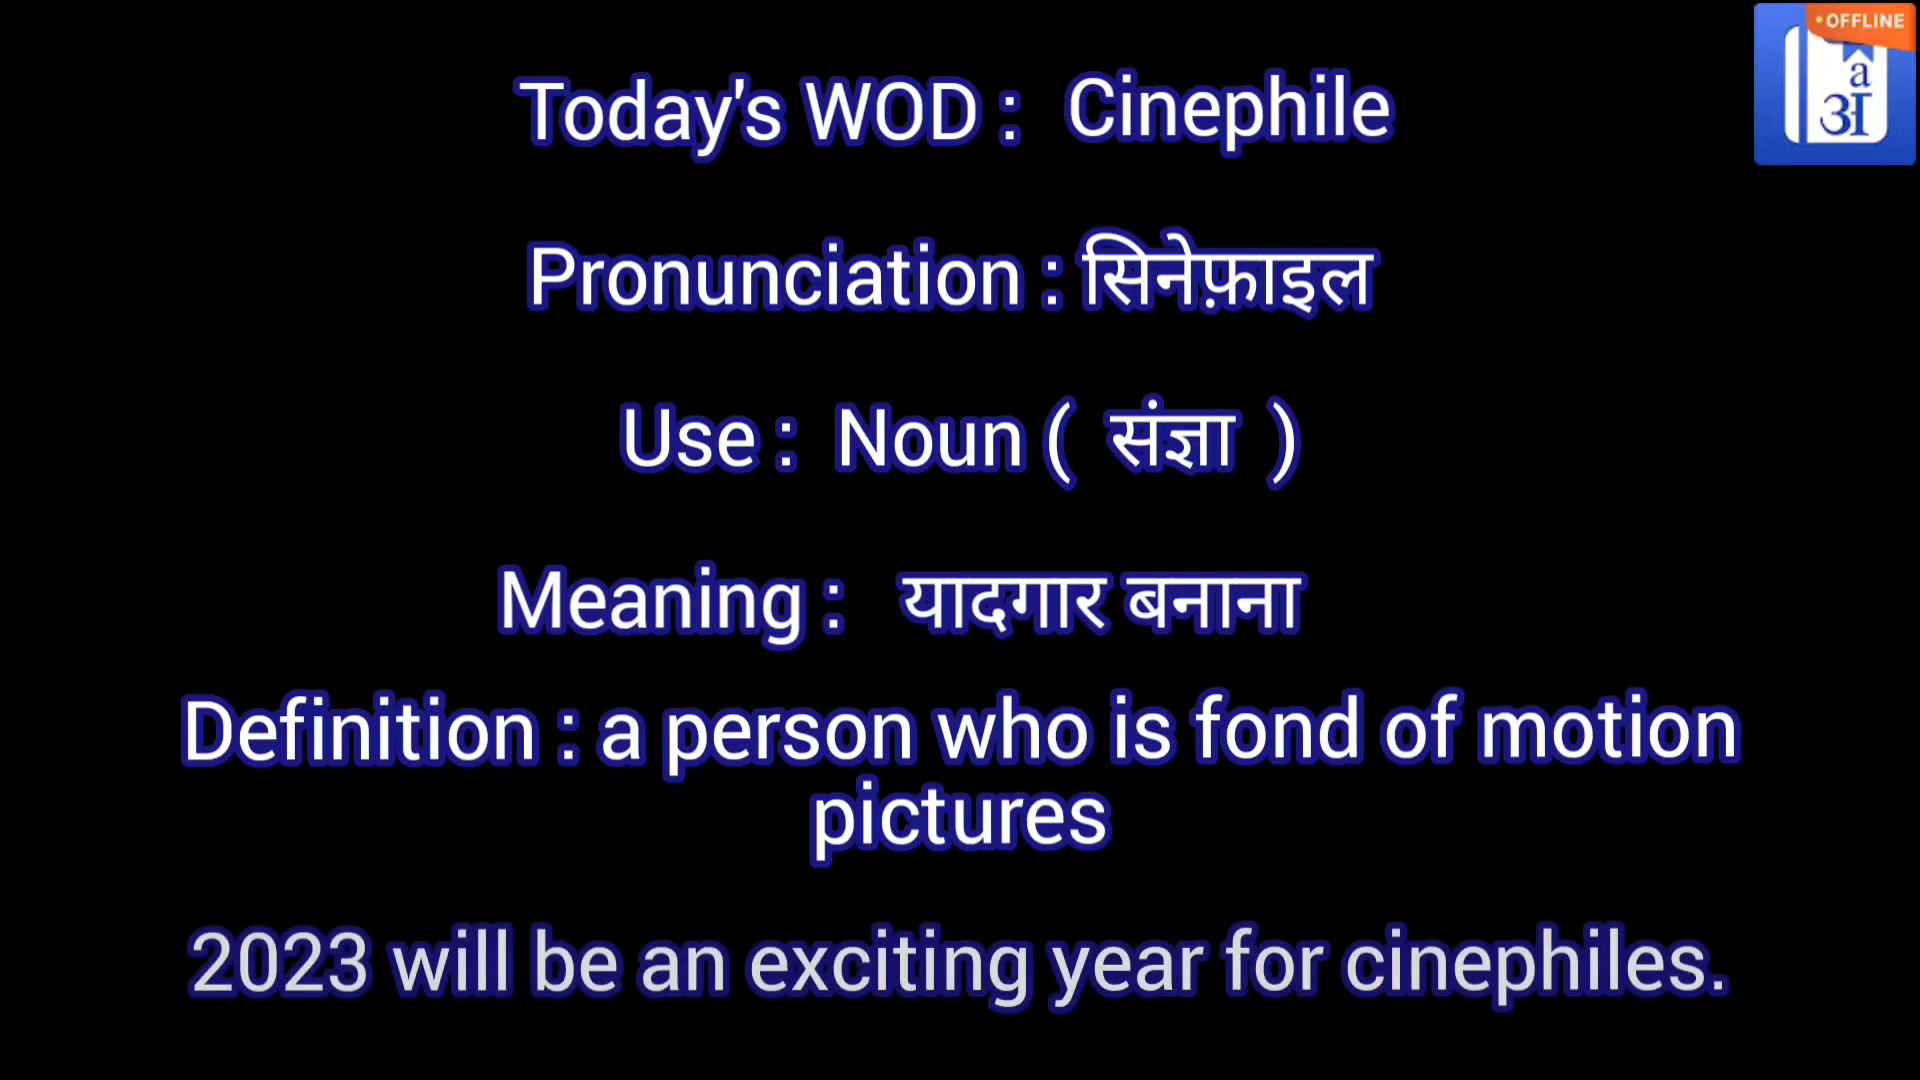 • OFFLINE
a
अ
Today's WOD : Cinephile
Pronunciation : सिनेफ़ाइल
Use : Noun ( संज्ञा )
Meaning : यादगार बनाना
Definition : a person who is fond of motion
pictures
2023 will be an exciting year for cinephiles.